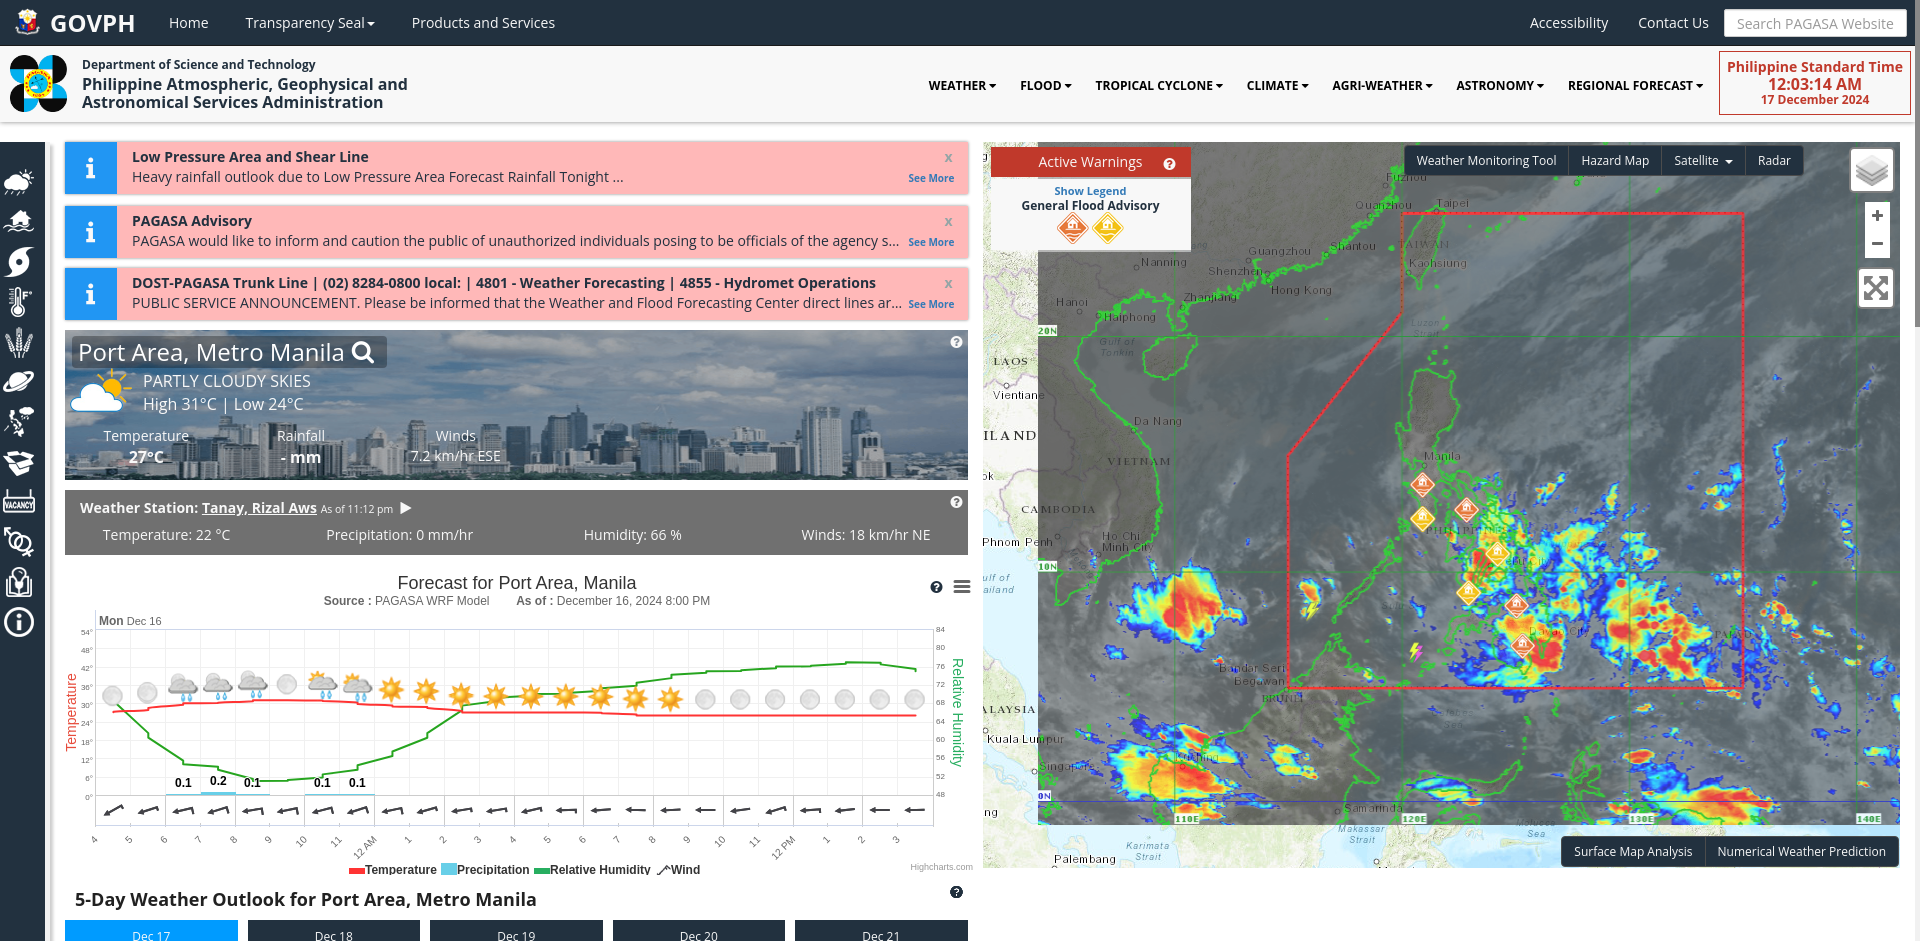 GOVPH
Home
Transparency Seal
Products and Services
Accessibility
Contact Us
Search PAGASA Website
Department of Science and Technology
Philippine Atmospheric, Geophysical and
Astronomical Services Administration
WEATHER
FLOOD
TROPICAL CYCLONE
CLIMATE
AGRI-WEATHER
ASTRONOMY
REGIONAL FORECAST
Philippine Standard Time
12:03:14 AM
17 December 2024
Low Pressure Area and Shear Line
x
Heavy rainfall outlook due to Low Pressure Area Forecast Rainfall Tonight ...
See More
PAGASA Advisory
x
PAGASA would like to inform and caution the public of unauthorized individuals posing to be officials of the agency s...
See More
DOST-PAGASA Trunk Line | (02) 8284-0800 local: | 4801 - Weather Forecasting | 4855 - Hydromet Operations
x
PUBLIC SERVICE ANNOUNCEMENT. Please be informed that the Weather and Flood Forecasting Center direct lines ar...
See More
VACANCY
Port Area, Metro Manila
PARTLY CLOUDY SKIES
High 31°C | Low 24°C
Temperature
27°C
Rainfall
- mm
Winds
7.2 km/hr ESE
Weather Station: Tanay, Rizal Aws As of 11:12 pm
Temperature: 22 °C
Precipitation: 0 mm/hr
Humidity: 66 %
Winds: 18 km/hr NE
Forecast for Port Area, Manila
Source : PAGASA WRF Model As of : December 16, 2024 8:00 PM
Mon Dec 16
Temperature
54°
48°
42°
36°
30°
24°
18°
12°
6°
0°
0.1
0.2
0.1
0.1
0.1
84
80
76
72
68
64
60
56
52
48
Relative Humidity
4
5
6
7
8
9
10
11
12 AM
1
2
3
4
5
6
7
8
9
10
11
12 PM
1
2
3
Temperature
Precipitation
Relative Humidity
Wind
Highcharts.com
5-Day Weather Outlook for Port Area, Metro Manila
Dec 17
Dec 18
Dec 19
Dec 20
Dec 21
Active Warnings
Show Legend
General Flood Advisory
Weather Monitoring Tool
Hazard Map
Satellite
Radar
+
−
Fuzhou
Quanzhou
Taipei
Guangzhou
Shantou
TAIWAN
Nanning
Shenzhen
Kaohsiung
Hong Kong
Hanoi
Zhanjiang
Haiphong
Luzon
Strait
20N
Gulf of
Tonkin
LAOS
Vientiane
Da Nang
ILAND
Manila
VIETNAM
ok
CAMBODIA
PHILIPPINES
Phnom Penh
Ho Chi
Minh City
10N
ulf of
ailand
Davao City
PALAU
Bandar Seri
Begawan
BRUNEI
ALAYSIA
Kuala Lumpur
Kuching
Singapore
0N
ng
Samarinda
110E
120E
130E
140E
Makassar
Strait
Molucca
Sea
Karimata
Strait
Palembang
Surface Map Analysis
Numerical Weather Prediction